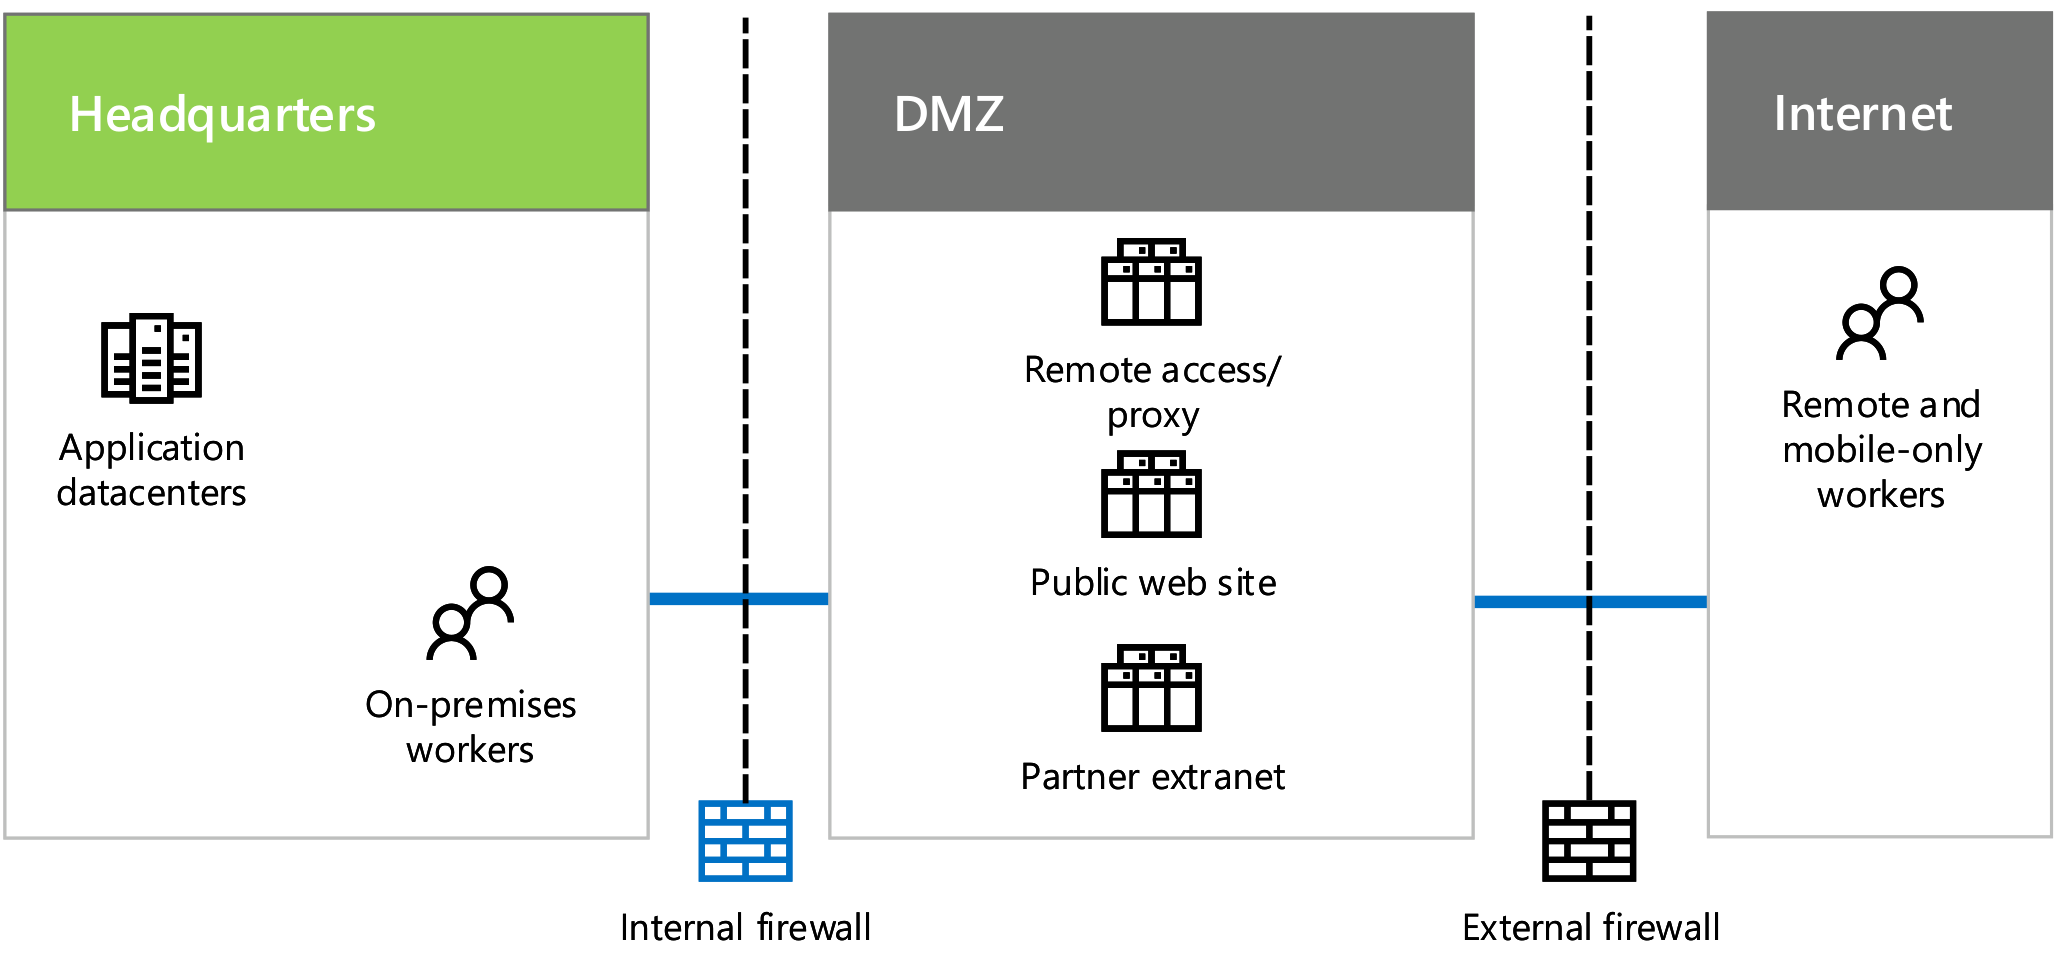 Headquarters
Application
datacenters
On-premises
workers
Internal firewall
DMZ
Remote access/
proxy
Public web site
Partner extranet
External firewall
Internet
Remote and
mobile-only
workers